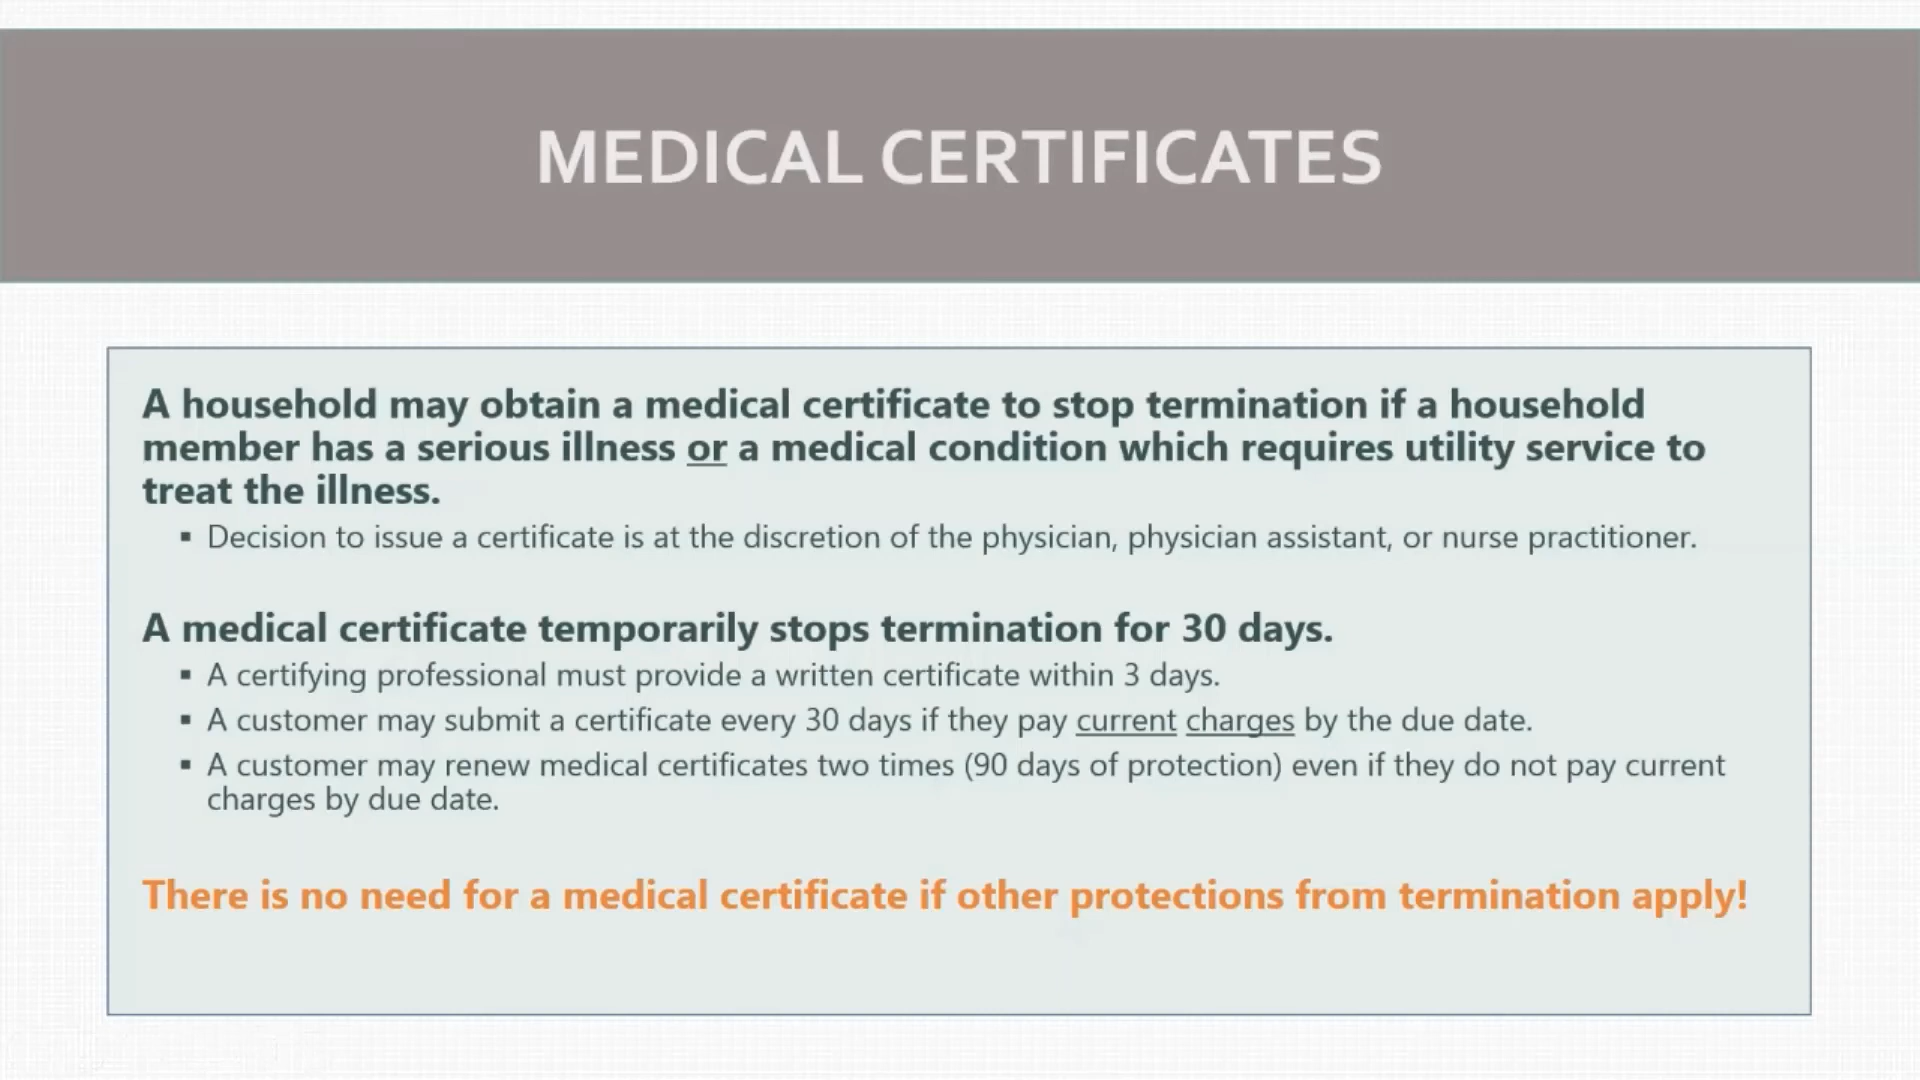 MEDICAL CERTIFICATES
A household may obtain a medical certificate to stop termination if a household
member has a serious illness or a medical condition which requires utility service to
treat the illness.
▪ Decision to issue a certificate is at the discretion of the physician, physician assistant, or nurse practitioner.
A medical certificate temporarily stops termination for 30 days.
▪ A certifying professional must provide a written certificate within 3 days.
▪ A customer may submit a certificate every 30 days if they pay current charges by the due date.
▪ A customer may renew medical certificates two times (90 days of protection) even if they do not pay current
charges by due date.
There is no need for a medical certificate if other protections from termination apply!